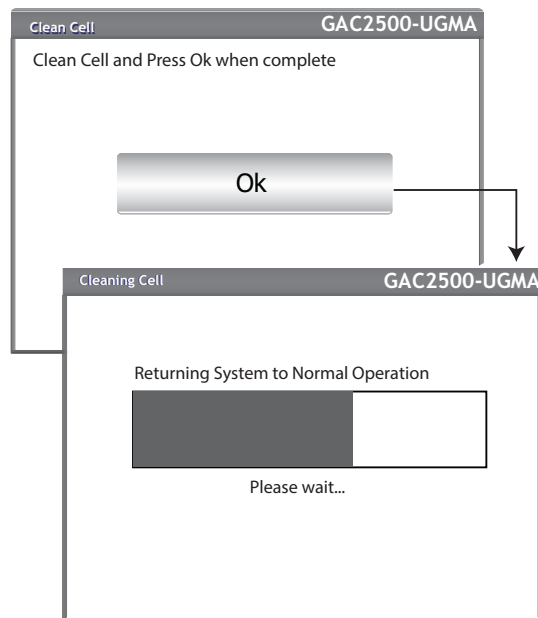 Clean Cell GAC2500-UGMA
Clean Cell and Press Ok when complete
Ok
Cleaning Cell GAC2500-UGMA
Returning System to Normal Operation
Please wait...